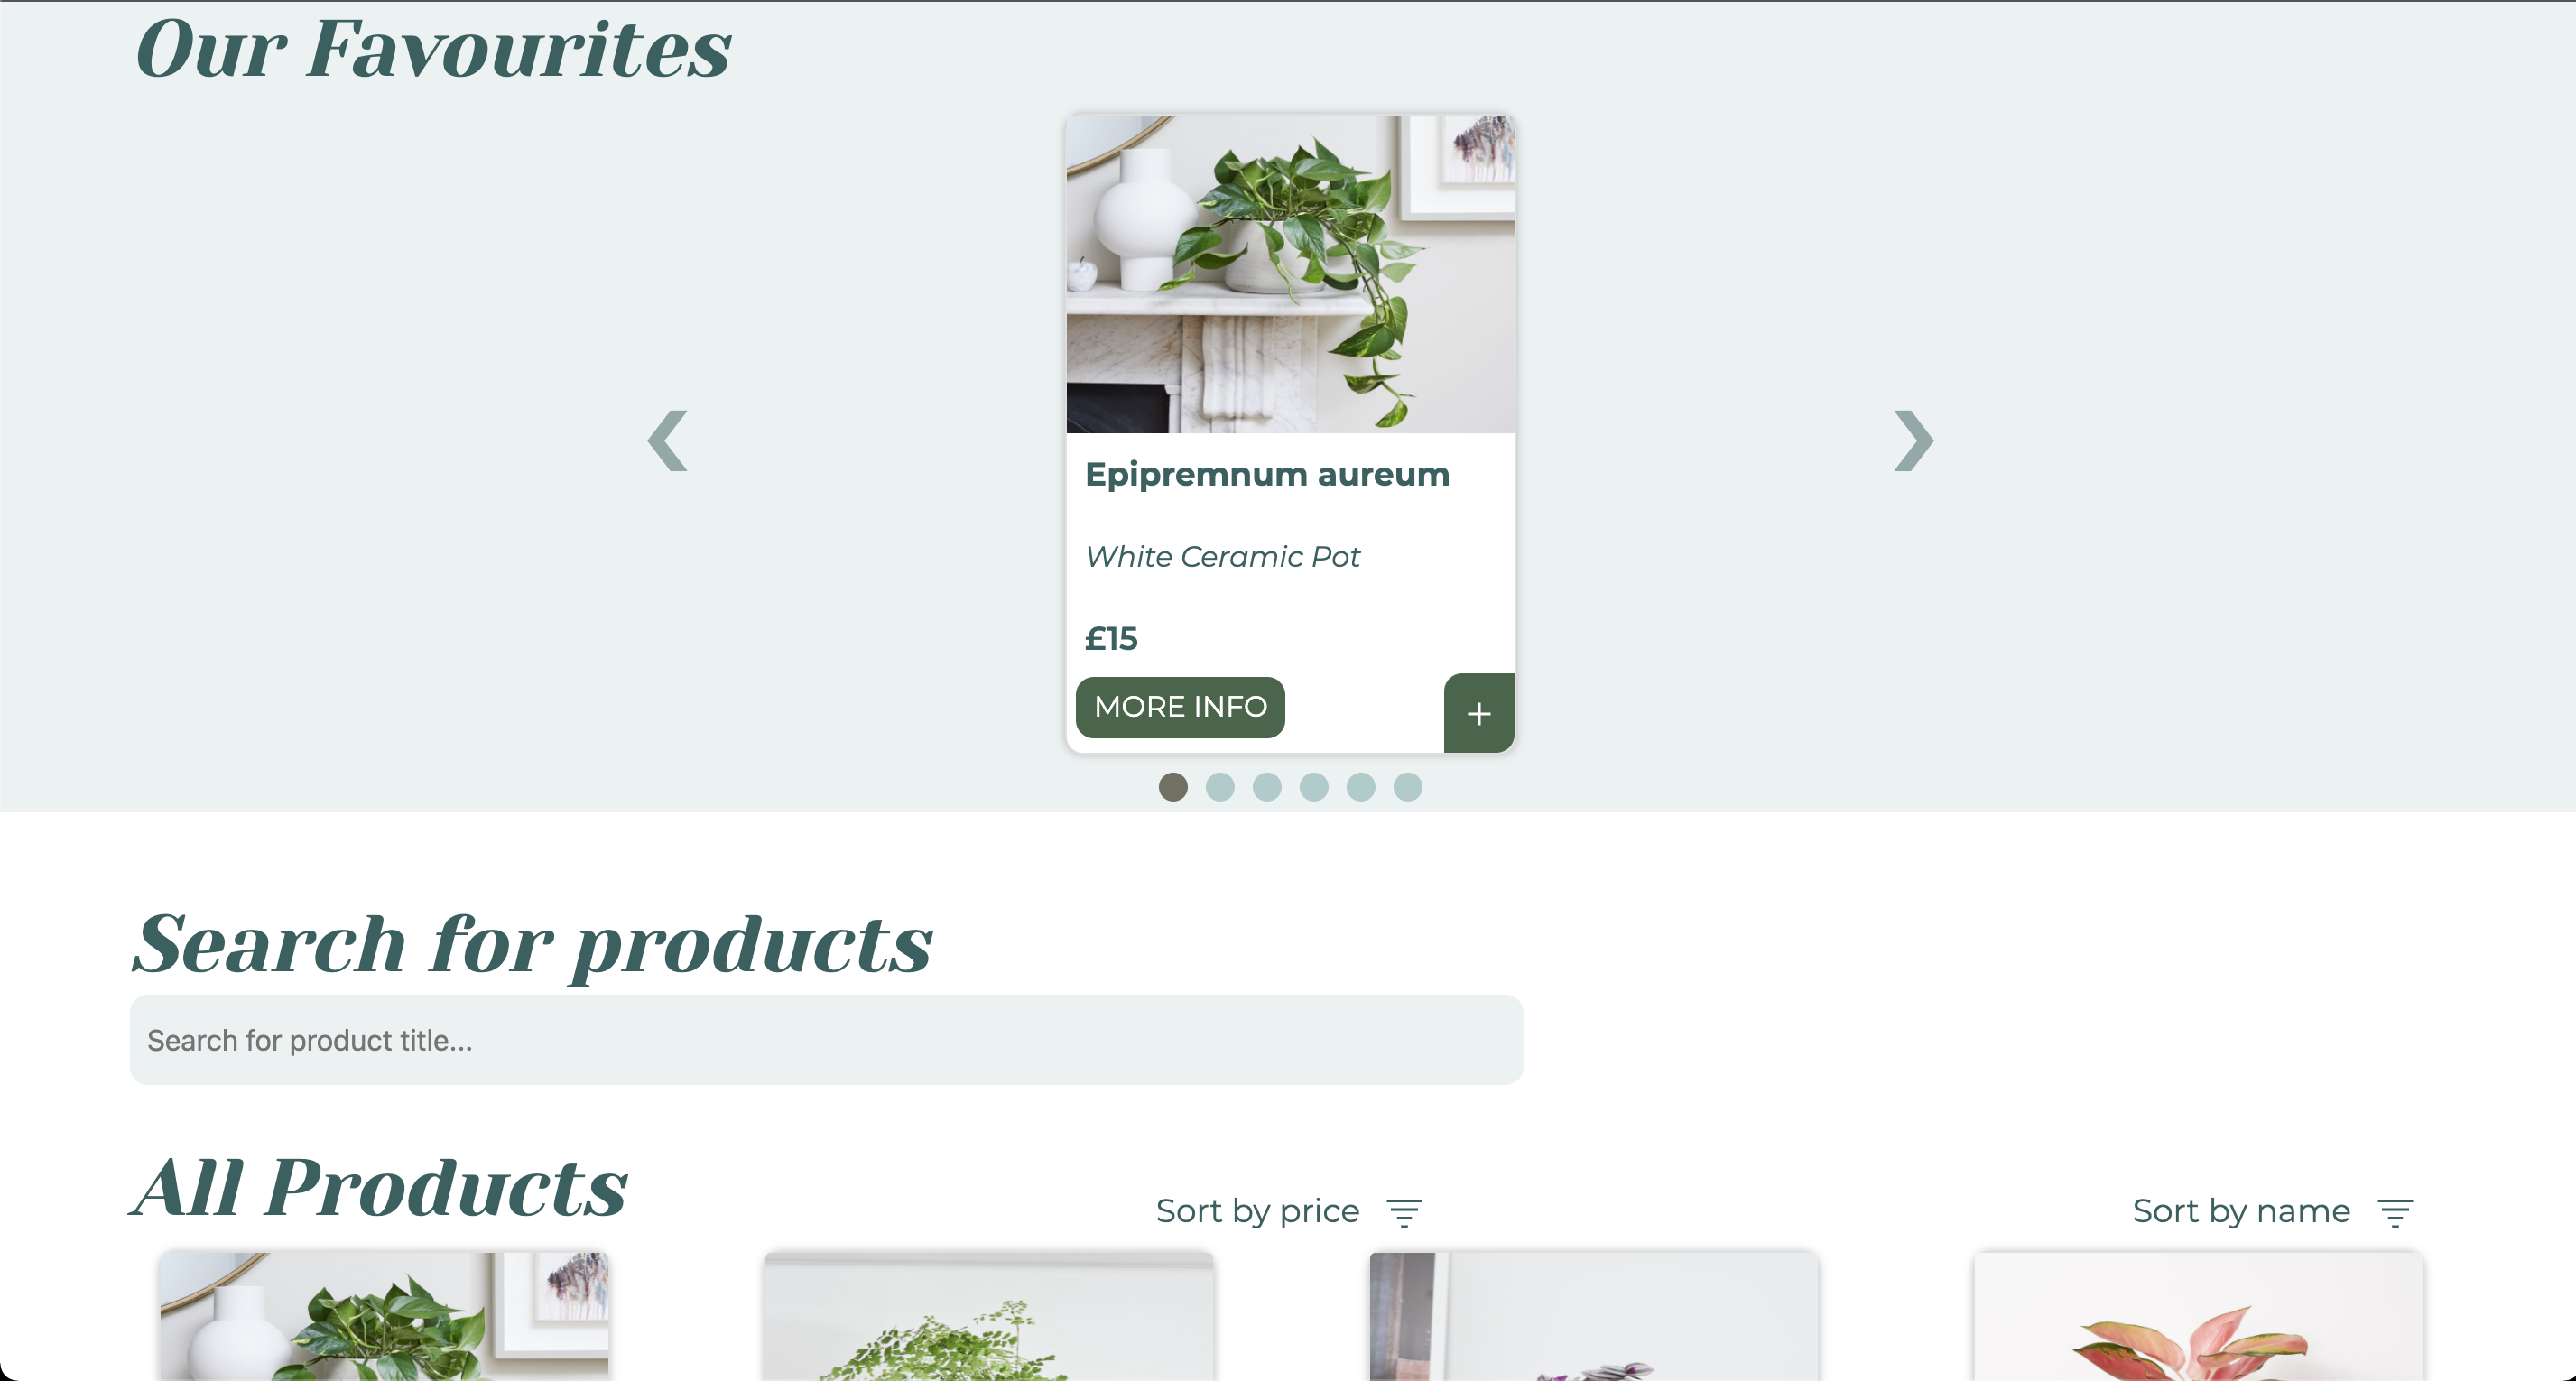 Our Favourites
Epipremnum aureum
White Ceramic Pot
£15
MORE INFO
+
Search for products
Search for product title...
All Products
Sort by price
Sort by name